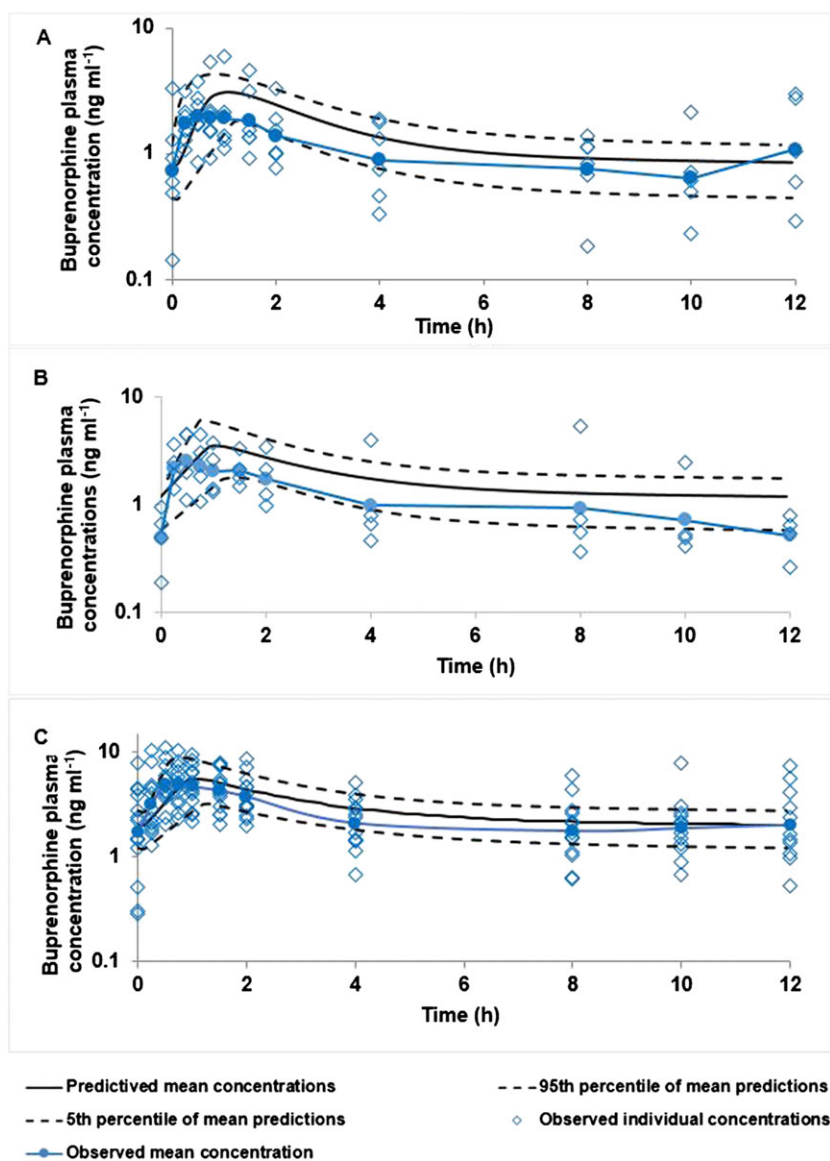 A
Buprenorphine plasma
concentration (ng ml-1)
10
1
0.1
0 2 4 6 8 10 12
Time (h)
B
Buprenorphine plasma
concentrations (ng ml-1)
10
1
0.1
0 2 4 6 8 10 12
Time (h)
C
Buprenorphine plasma
concentration (ng ml-1)
10
1
0.1
0 2 4 6 8 10 12
Time (h)
Predictived mean concentrations
95th percentile of mean predictions
5th percentile of mean predictions
Observed individual concentrations
Observed mean concentration